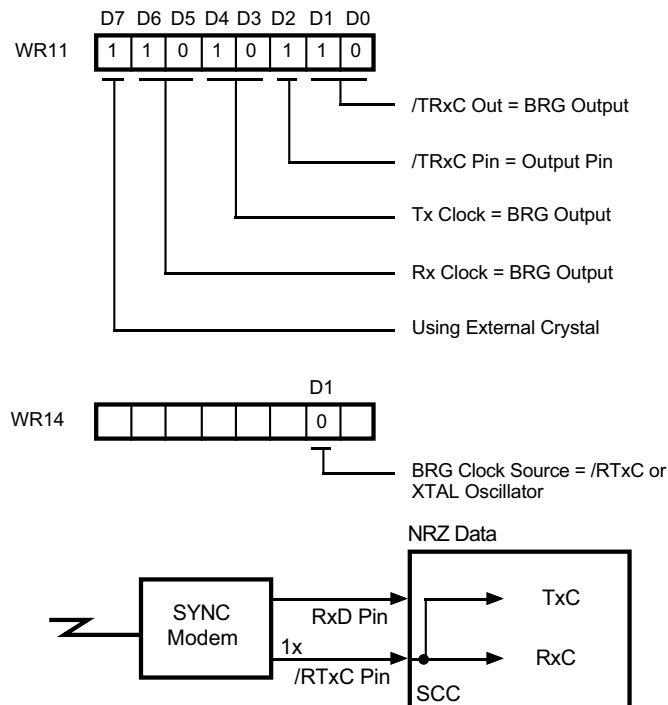 D7 D6 D5 D4 D3 D2 D1 D0
WR11 1 1 0 1 0 1 1 0
/TRxC Out = BRG Output
/TRxC Pin = Output Pin
Tx Clock = BRG Output
Rx Clock = BRG Output
Using External Crystal
D1
WR14 0
BRG Clock Source = /RTxC or
XTAL Oscillator
NRZ Data
SYNC
Modem
RxD Pin
1x
/RTxC Pin
TxC
RxC
SCC